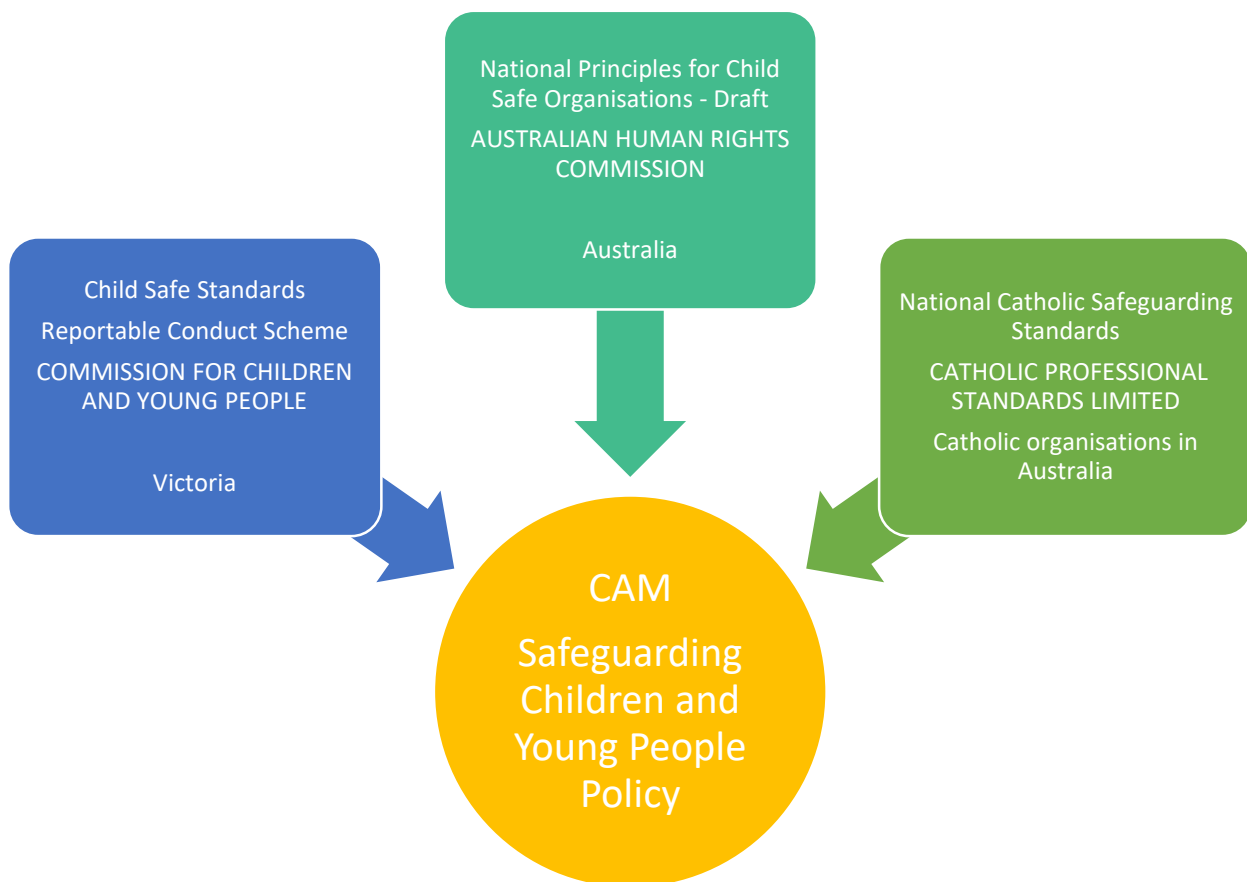 National Principles for Child
Safe Organisations - Draft
AUSTRALIAN HUMAN RIGHTS
COMMISSION
Australia
Child Safe Standards
Reportable Conduct Scheme
COMMISSION FOR CHILDREN
AND YOUNG PEOPLE
Victoria
National Catholic Safeguarding
Standards
CATHOLIC PROFESSIONAL
STANDARDS LIMITED
Catholic organisations in
Australia
CAM
Safeguarding
Children and
Young People
Policy